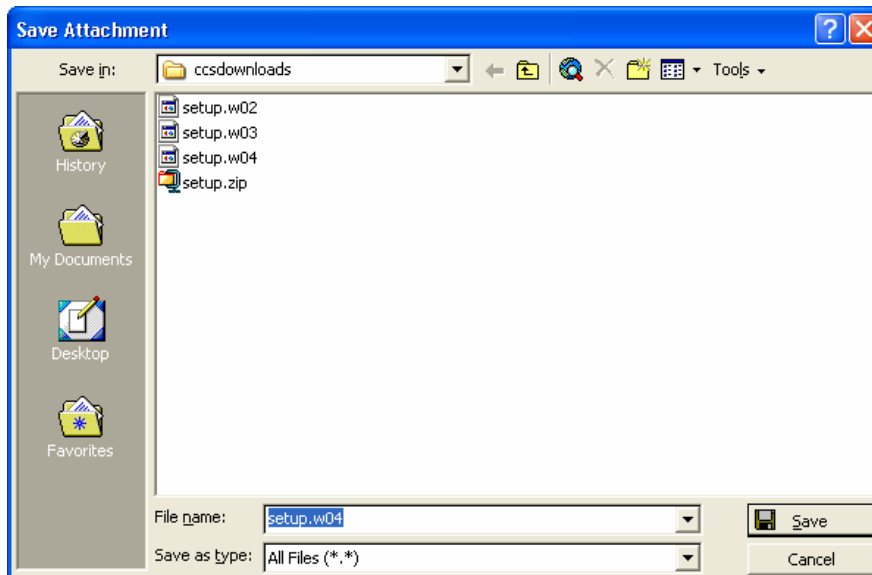 Save Attachment
Save in: ccsdownloads Tools
History
My Documents
Desktop
Favorites
setup.w02
setup.w03
setup.w04
setup.zip
File name: setup.w04 Save
Save as type: All Files (*.*) Cancel